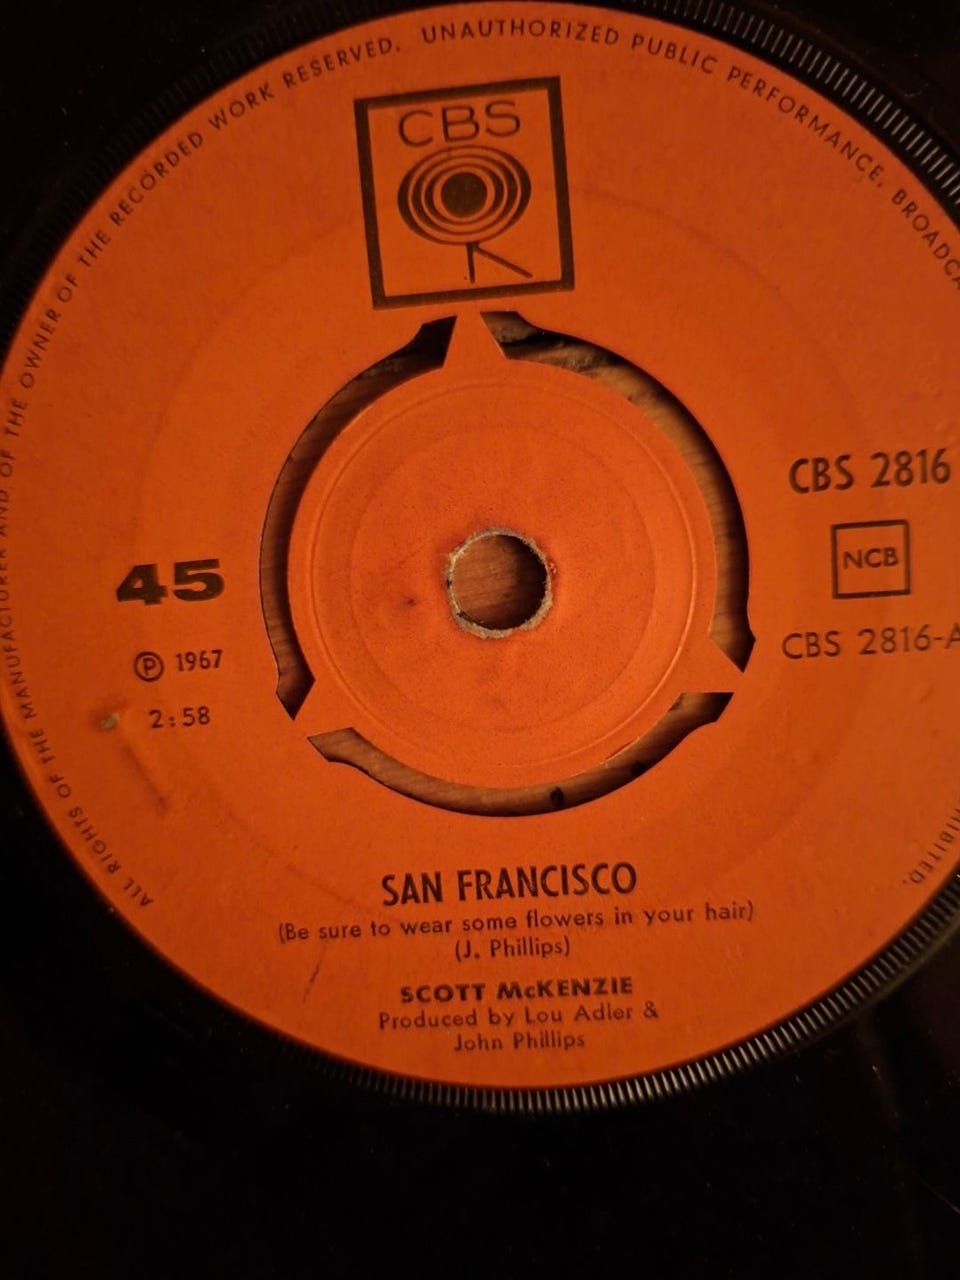 ALL RIGHTS OF THE MANUFACTURER AND OF THE OWNER OF THE RECORDED WORK RESERVED. UNAUTHORIZED PUBLIC PERFORMANCE. BROADCA
HIBITED.
CBS
CBS 2816
NCB
CBS 2816-A
45
℗ 1967
2:58
SAN FRANCISCO
(Be sure to wear some flowers in your hair)
(J. Phillips)
SCOTT McKENZIE
Produced by Lou Adler &
John Phillips